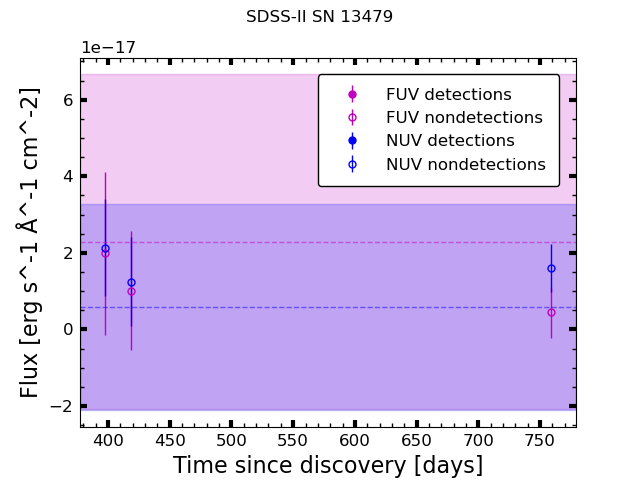 SDSS-II SN 13479
1e−17
FUV detections
FUV nondetections
NUV detections
NUV nondetections
6
4
2
0
−2
Flux [erg s^-1 Å^-1 cm^-2]
400 450 500 550 600 650 700 750
Time since discovery [days]